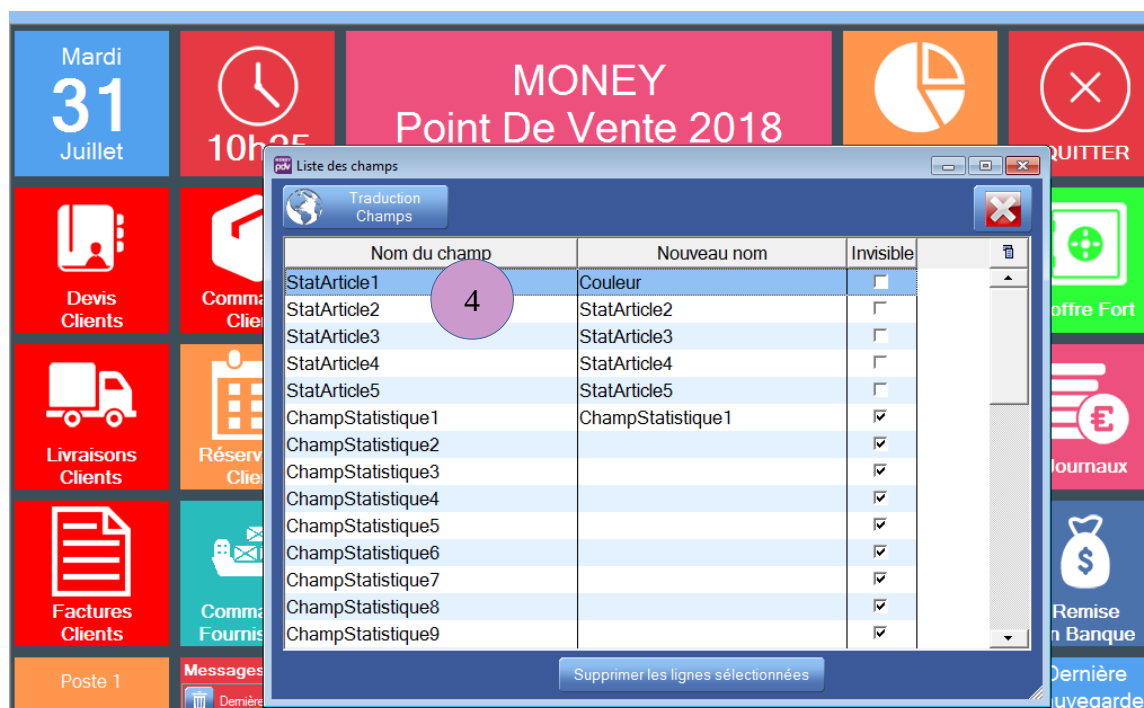 Mardi
31
Juillet
MONEY
Point De Vente 2018
QUITTER
MONEY
pdv
Liste des champs
Traduction
Champs
Nom du champ
Nouveau nom
Invisible
StatArticle1
Couleur
4
StatArticle2
StatArticle2
StatArticle3
StatArticle3
StatArticle4
StatArticle4
StatArticle5
StatArticle5
ChampStatistique1
ChampStatistique1
ChampStatistique2
ChampStatistique3
ChampStatistique4
ChampStatistique5
ChampStatistique6
ChampStatistique7
ChampStatistique8
ChampStatistique9
Supprimer les lignes sélectionnées
Devis
Clients
Livraisons
Clients
Factures
Clients
Poste 1
Messages
Dernière
Journaux
Remise
Dernière